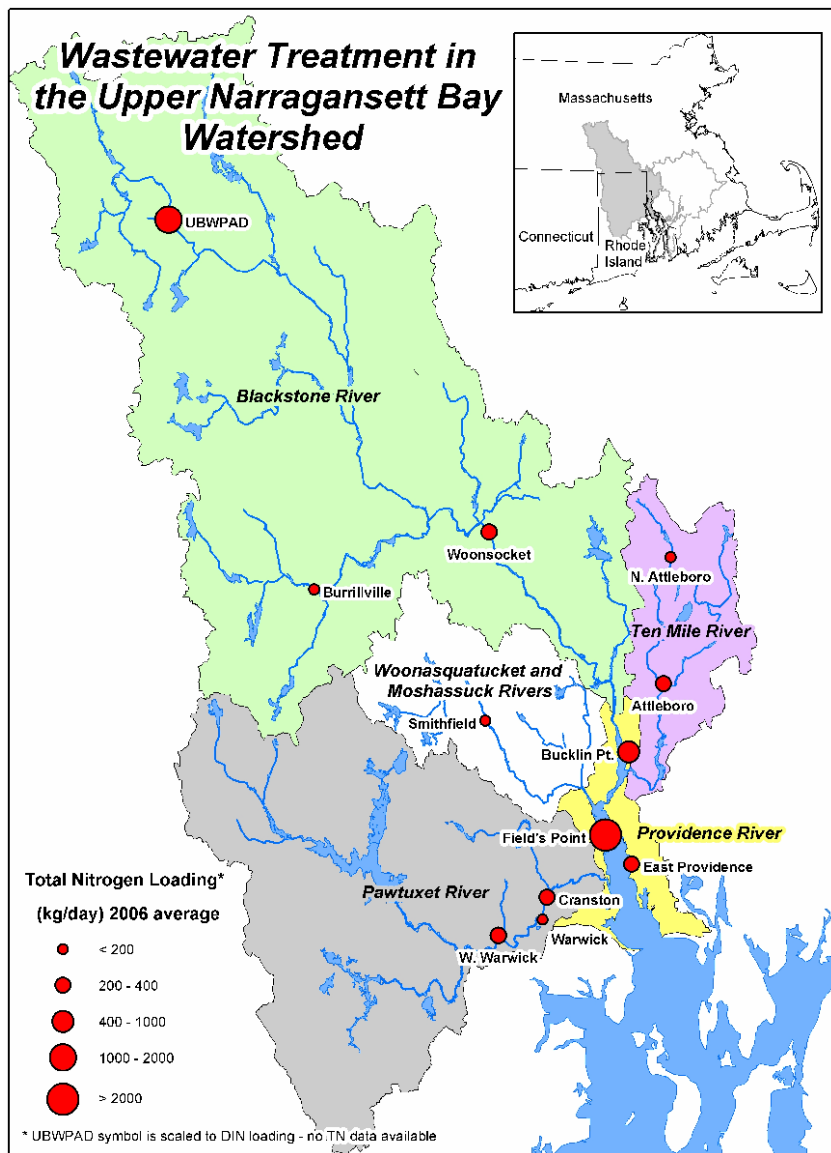 Wastewater Treatment in
the Upper Narragansett Bay
Watershed
Massachusetts
Connecticut
Rhode
Island
UBWPAD
Blackstone River
Woonsocket
N. Attleboro
Burrillville
Ten Mile River
Woonasquatucket and
Moshassuck Rivers
Attleboro
Smithfield
Bucklin Pt.
Field's Point
Providence River
East Providence
Total Nitrogen Loading*
(kg/day) 2006 average
Pawtuxet River
Cranston
Warwick
W. Warwick
< 200
200 - 400
400 - 1000
1000 - 2000
> 2000
* UBWPAD symbol is scaled to DIN loading - no TN data available